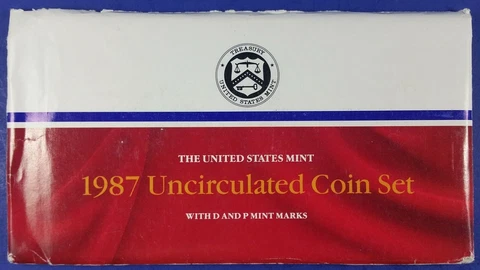 TREASURY
UNITED STATES MINT
THE UNITED STATES MINT
1987 Uncirculated Coin Set
WITH D AND P MINT MARKS